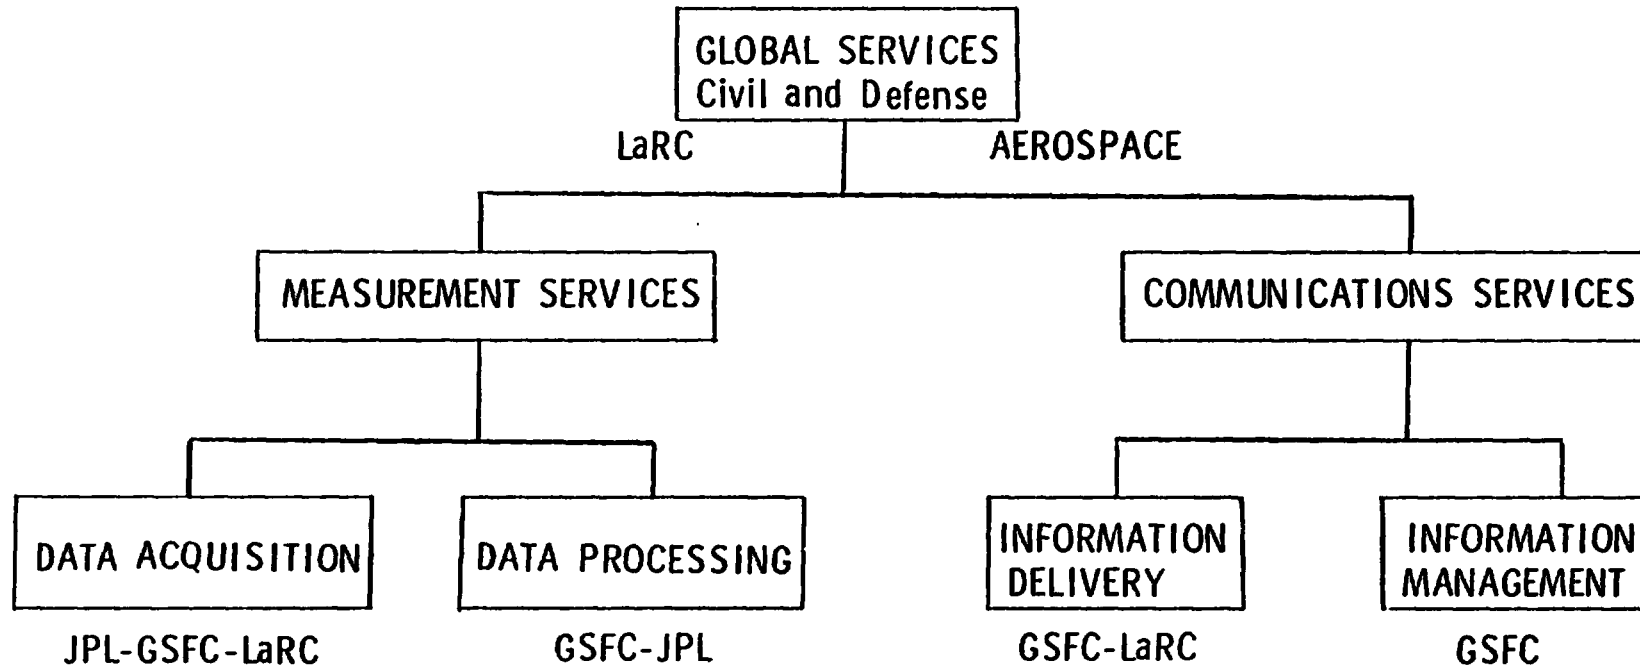 GLOBAL SERVICES
Civil and Defense
LaRC
AEROSPACE
MEASUREMENT SERVICES
COMMUNICATIONS SERVICES
DATA ACQUISITION
DATA PROCESSING
INFORMATION
DELIVERY
INFORMATION
MANAGEMENT
JPL-GSFC-LaRC
GSFC-JPL
GSFC-LaRC
GSFC